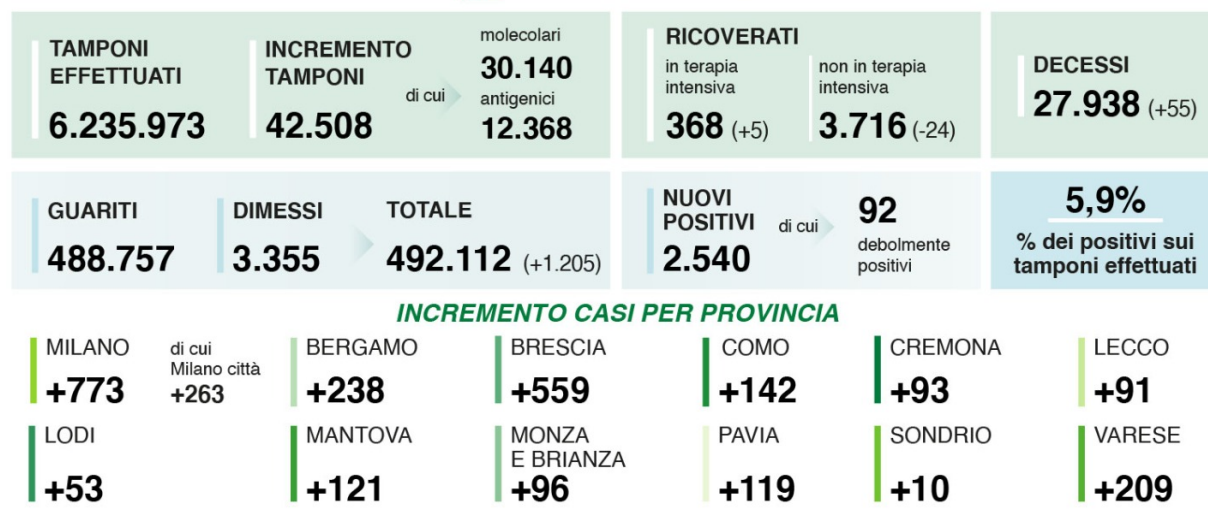 TAMPONI
EFFETTUATI
6.235.973
INCREMENTO
TAMPONI
42.508
di cui
molecolari
30.140
antigenici
12.368
RICOVERATI
in terapia
intensiva
368 (+5)
non in terapia
intensiva
3.716 (-24)
DECESSI
27.938 (+55)
GUARITI
488.757
DIMESSI
3.355
TOTALE
492.112 (+1.205)
NUOVI
POSITIVI
2.540
di cui
92
debolmente
positivi
5,9%
% dei positivi sui
tamponi effettuati
INCREMENTO CASI PER PROVINCIA
MILANO
+773
di cui
Milano città
+263
BERGAMO
+238
BRESCIA
+559
COMO
+142
CREMONA
+93
LECCO
+91
LODI
+53
MANTOVA
+121
MONZA
E BRIANZA
+96
PAVIA
+119
SONDRIO
+10
VARESE
+209